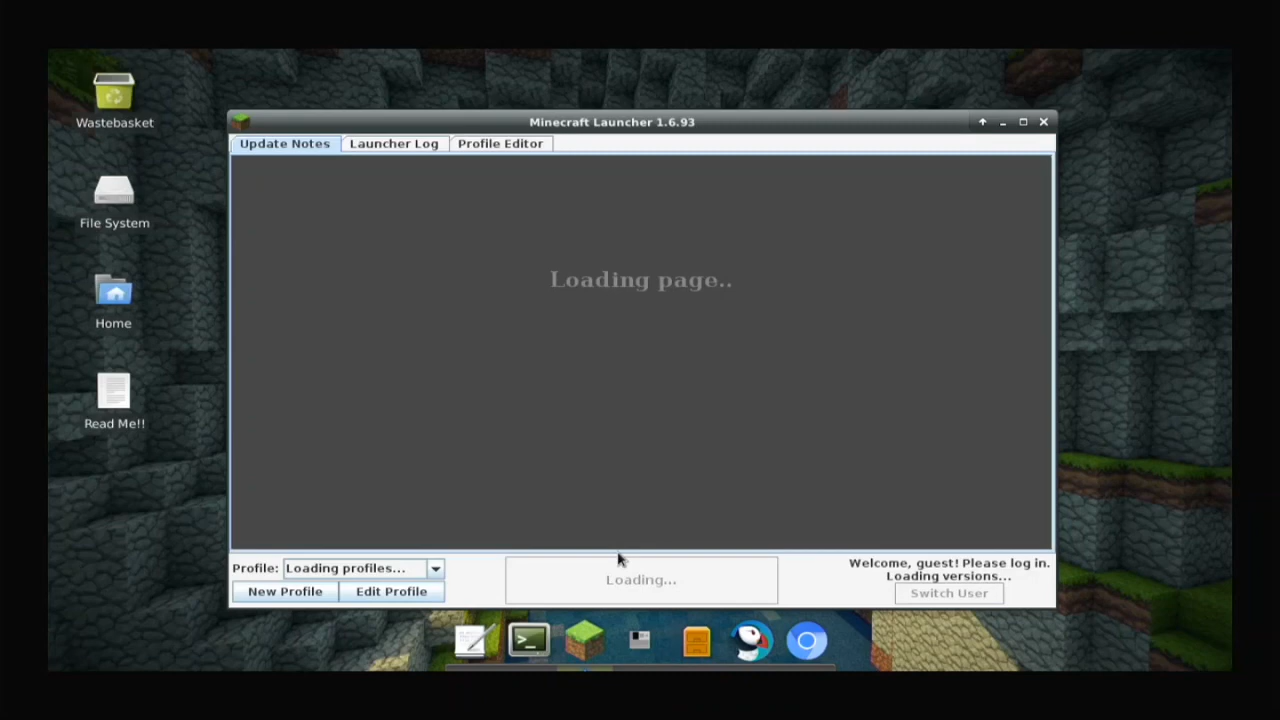 Wastebasket
File System
Home
Read Me!!
Minecraft Launcher 1.6.93
Update Notes
Launcher Log
Profile Editor
Loading page..
Profile:
Loading profiles...
New Profile
Edit Profile
Loading...
Welcome, guest! Please log in.
Loading versions...
Switch User
>_